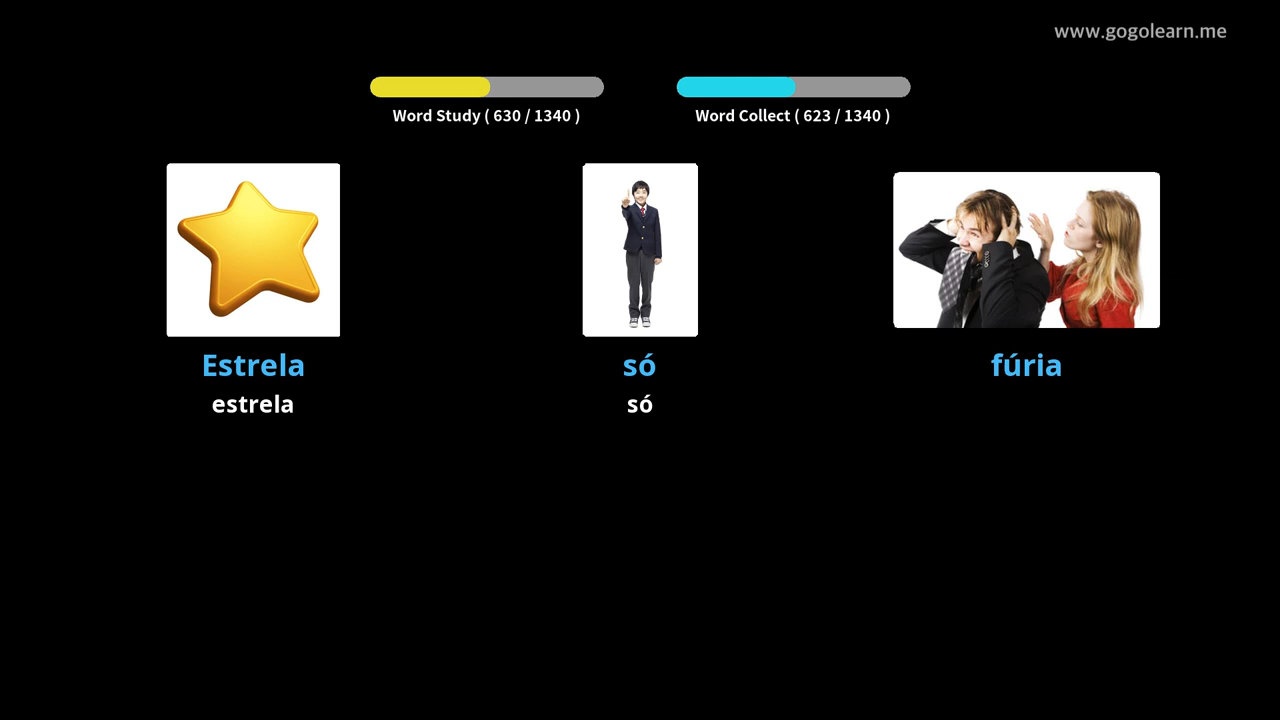 www.gogolearn.me
Word Study ( 630 / 1340 )
Word Collect ( 623 / 1340 )
Estrela
estrela
só
só
fúria